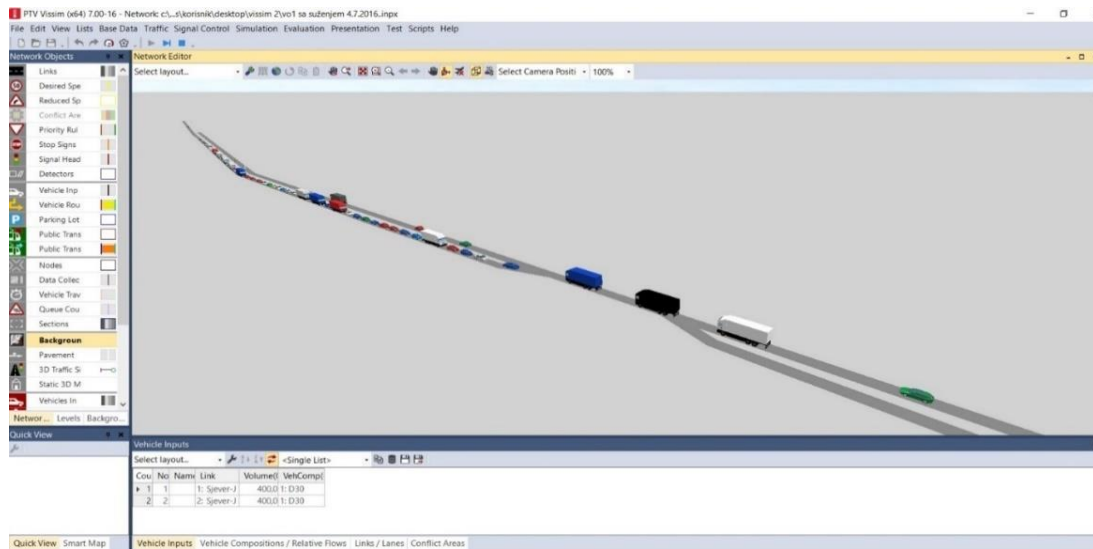 PTV Vissim (x64) 7.00-16 - Network: c:\...s\korisnik\desktop\vissim 2\vo1 sa suženjem 4.7.2016..inpx
File Edit View Lists Base Data Traffic Signal Control Simulation Evaluation Presentation Test Scripts Help
Network Objects
Network Editor
Select layout... Select Camera Positi 100%
Links
Desired Spe
Reduced Sp
Conflict Are
Priority Rul
Stop Signs
Signal Head
Detectors
Vehicle Inp
Vehicle Rou
Parking Lot
Public Trans
Public Trans
Nodes
Data Collec
Vehicle Trav
Queue Cou
Sections
Backgroun
Pavement
3D Traffic Si
Static 3D M
Vehicles In
Networ... Levels Backgro...
Quick View
Vehicle Inputs
Select layout... <Single List>
Cou No Name Link Volume( VehComp(
1 1 1: Sjever-J 400,0 1: D30
2 2 2: Sjever-J 400,0 1: D30
Quick View Smart Map
Vehicle Inputs Vehicle Compositions / Relative Flows Links / Lanes Conflict Areas